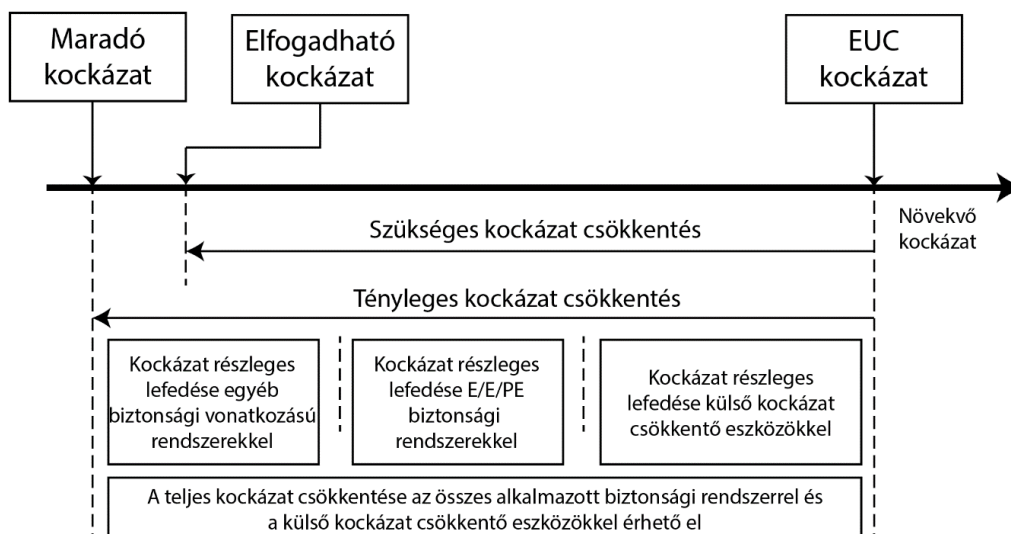 Maradó
kockázat
Elfogadható
kockázat
EUC
kockázat
Növekvő
kockázat
Szükséges kockázat csökkentés
Tényleges kockázat csökkentés
Kockázat részleges
lefedése egyéb
biztonsági vonatkozású
rendszerekkel
Kockázat részleges
lefedése E/E/PE
biztonsági
rendszerekkel
Kockázat részleges
lefedése külső kockázat
csökkentő eszközökkel
A teljes kockázat csökkentése az összes alkalmazott biztonsági rendszerrel és
a külső kockázat csökkentő eszközökkel érhető el